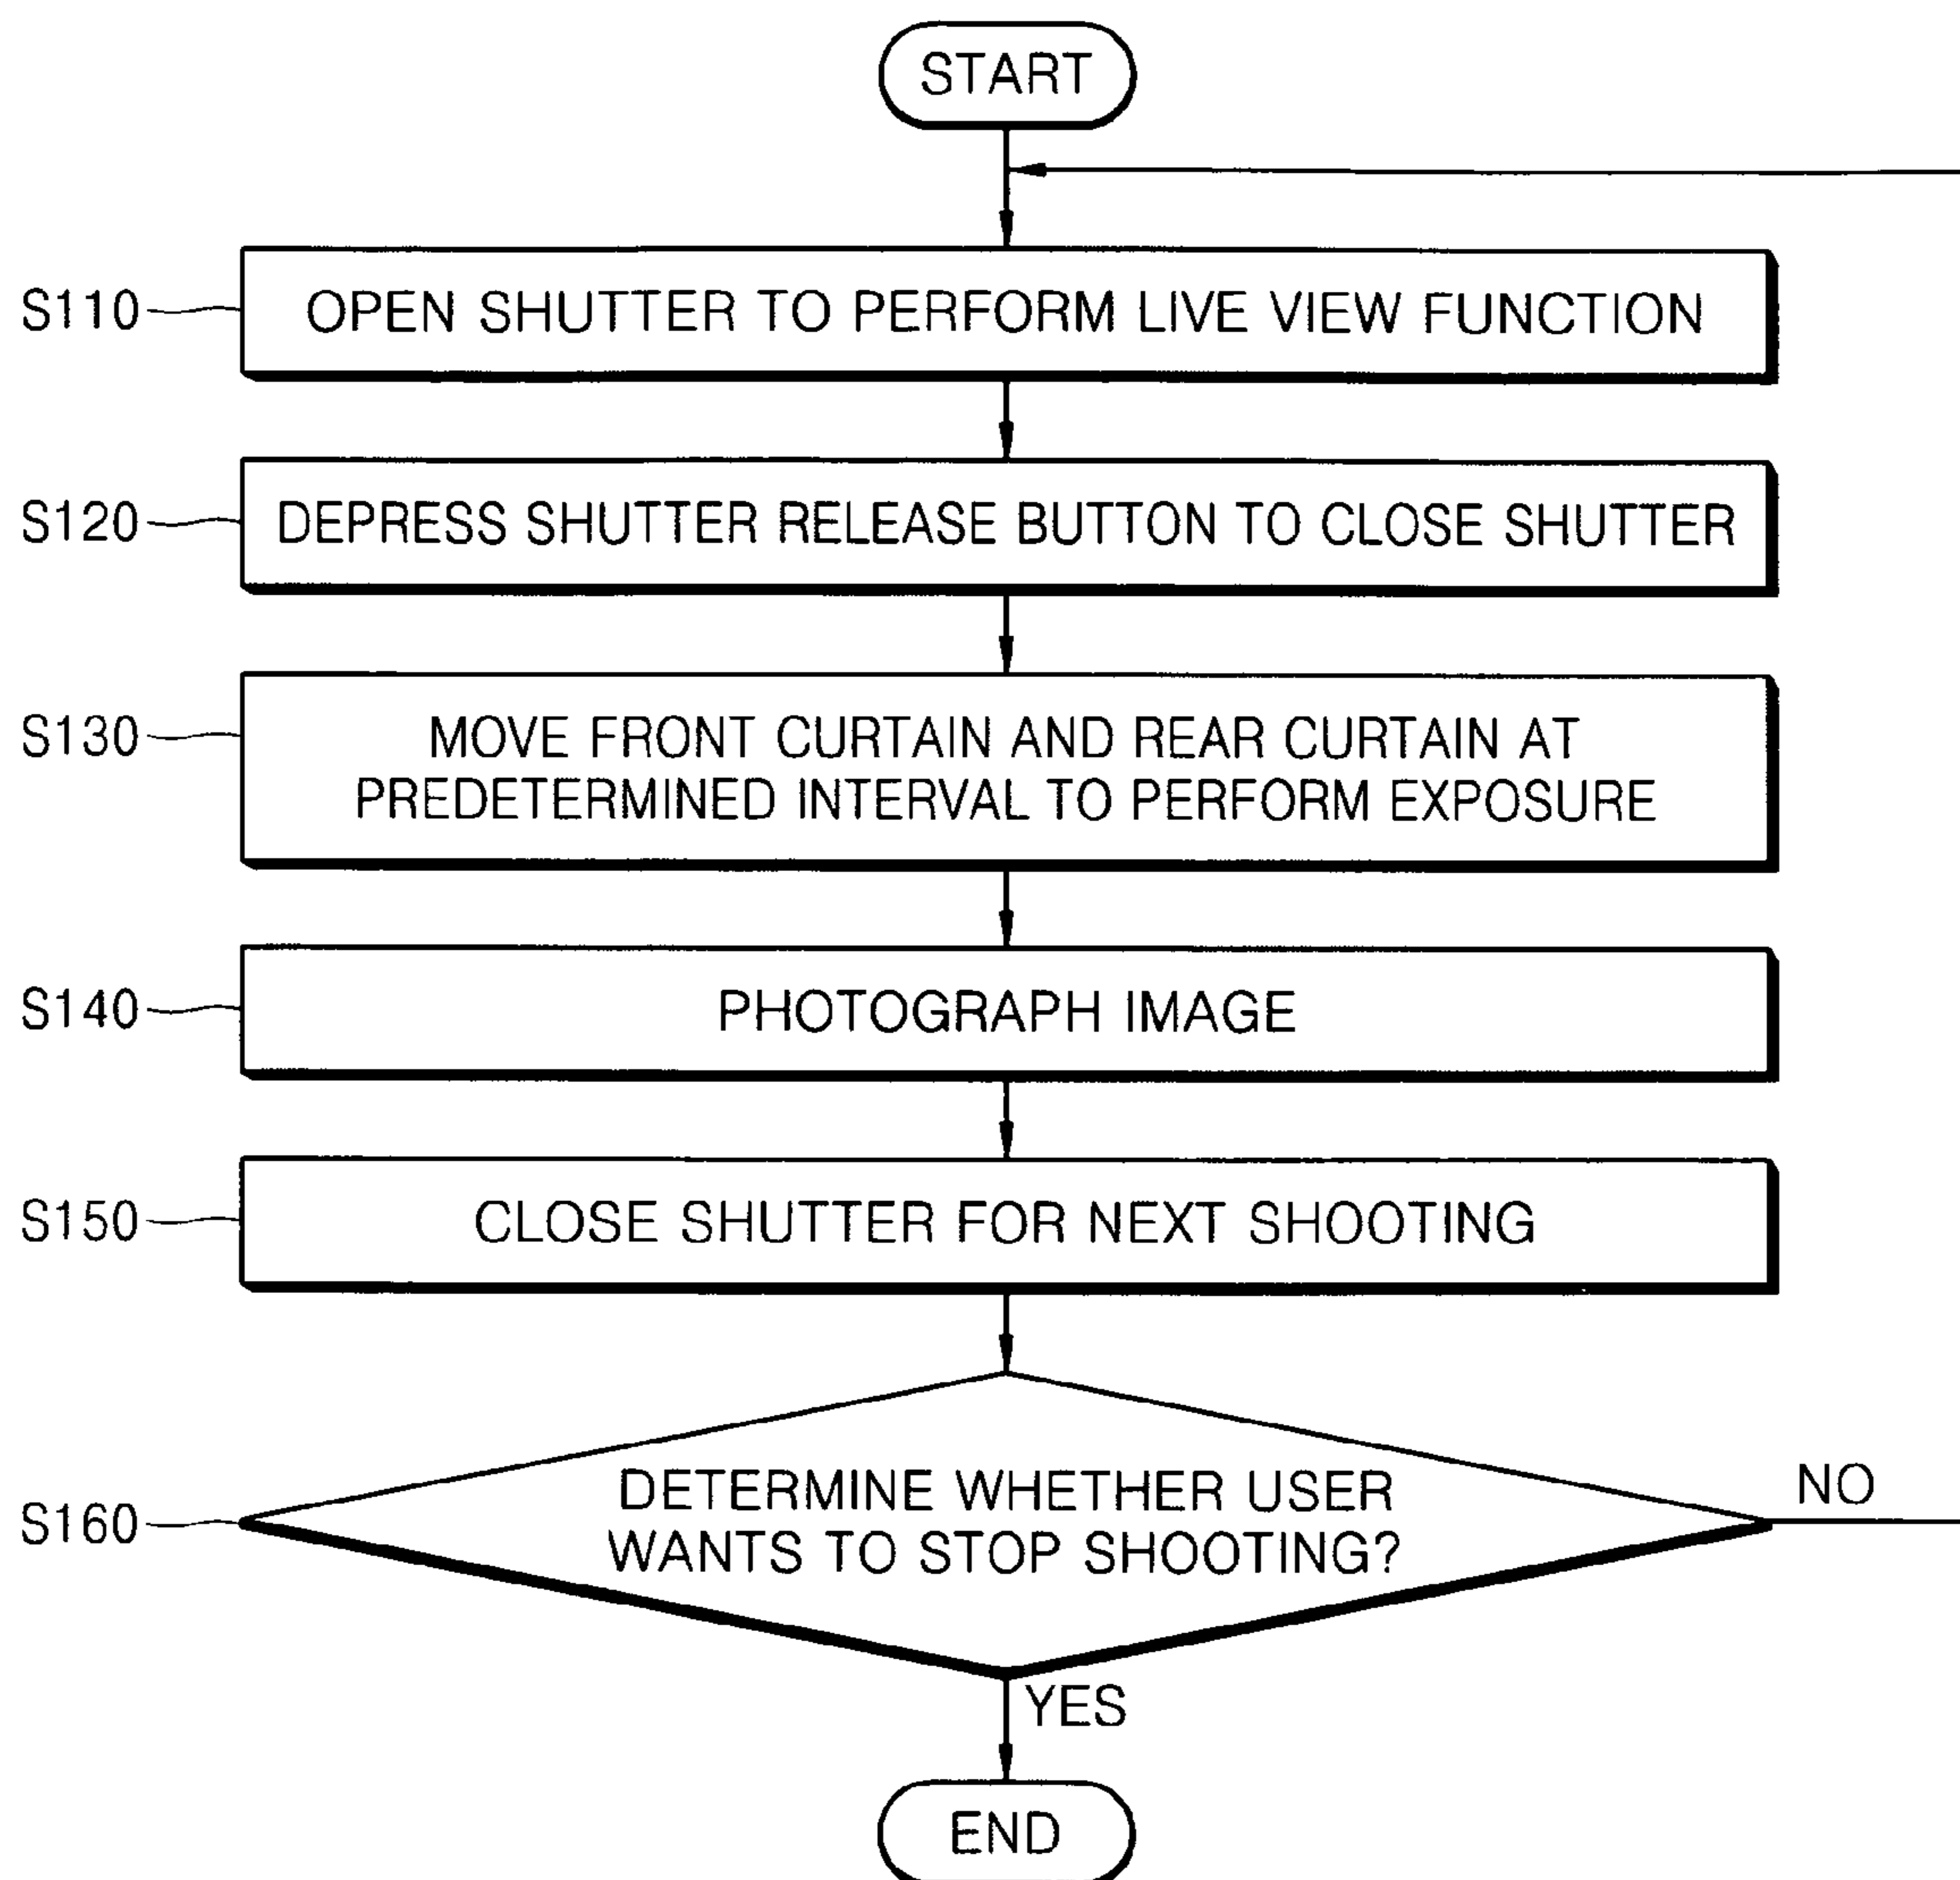 START
S110
OPEN SHUTTER TO PERFORM LIVE VIEW FUNCTION
S120
DEPRESS SHUTTER RELEASE BUTTON TO CLOSE SHUTTER
S130
MOVE FRONT CURTAIN AND REAR CURTAIN AT
PREDETERMINED INTERVAL TO PERFORM EXPOSURE
S140
PHOTOGRAPH IMAGE
S150
CLOSE SHUTTER FOR NEXT SHOOTING
S160
DETERMINE WHETHER USER
WANTS TO STOP SHOOTING?
NO
YES
END